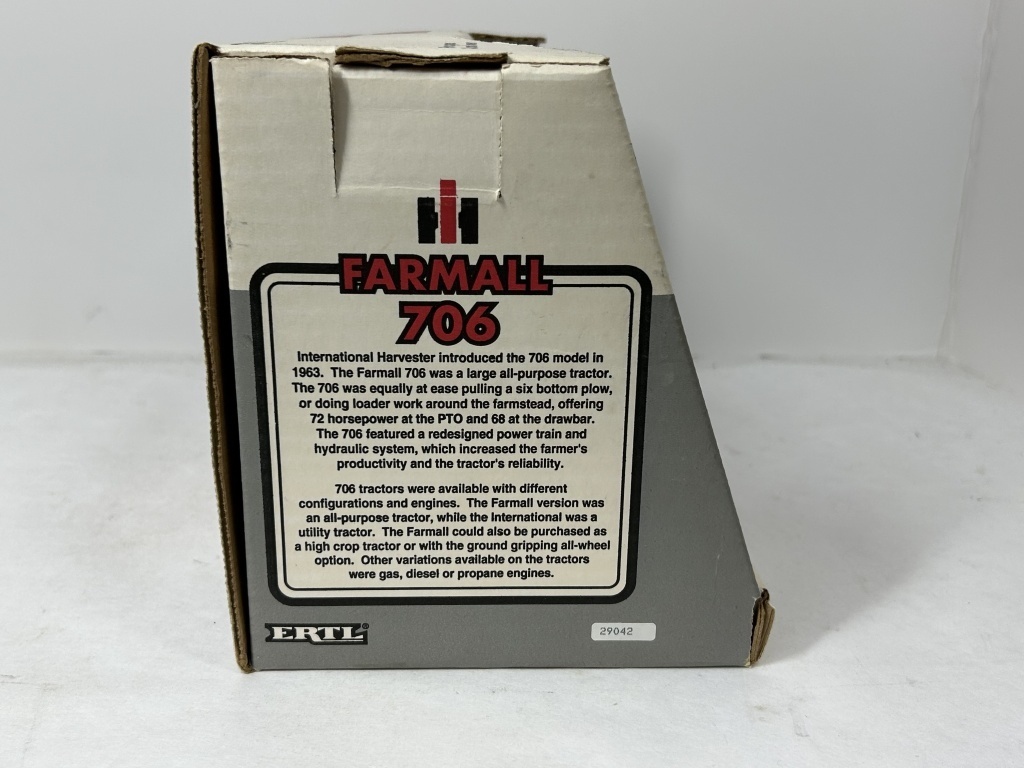 IH
FARMALL
706
International Harvester introduced the 706 model in
1963. The Farmall 706 was a large all-purpose tractor.
The 706 was equally at ease pulling a six bottom plow,
or doing loader work around the farmstead, offering
72 horsepower at the PTO and 68 at the drawbar.
The 706 featured a redesigned power train and
hydraulic system, which increased the farmer's
productivity and the tractor's reliability.
706 tractors were available with different
configurations and engines. The Farmall version was
an all-purpose tractor, while the International was a
utility tractor. The Farmall could also be purchased as
a high crop tractor or with the ground gripping all-wheel
option. Other variations available on the tractors
were gas, diesel or propane engines.
ERTL®
29042